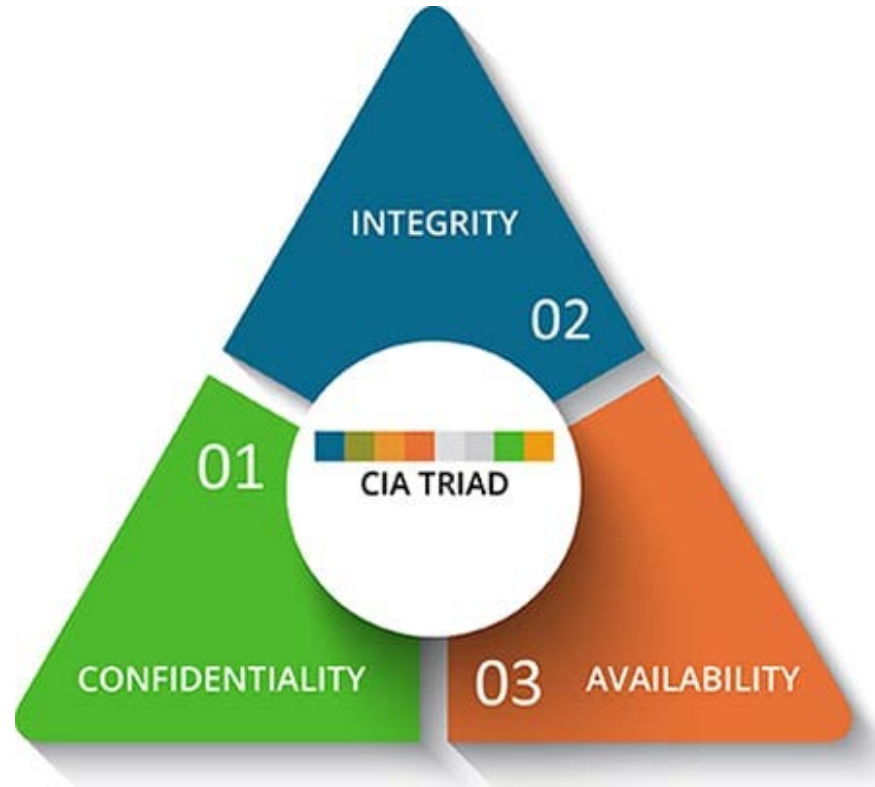 INTEGRITY
02
01
CIA TRIAD
CONFIDENTIALITY
03 AVAILABILITY